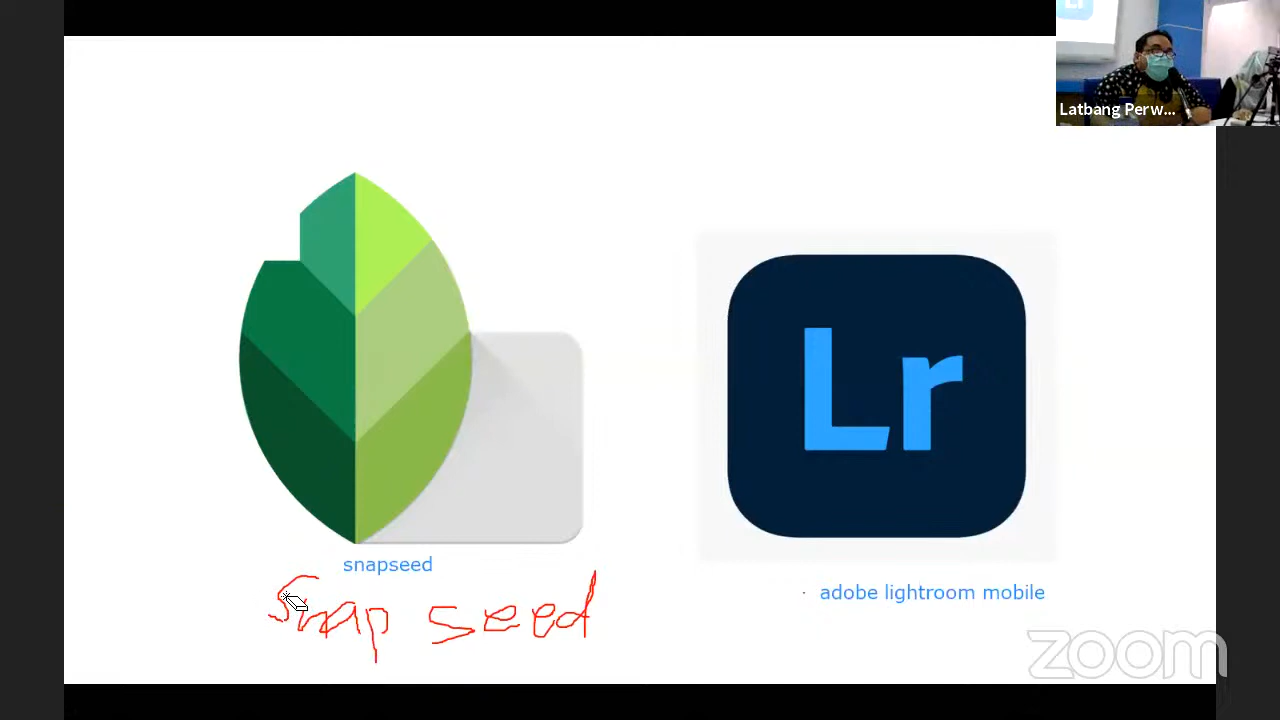 Latbang Perw...
Lr
snapseed
Snap seed
adobe lightroom mobile
zoom